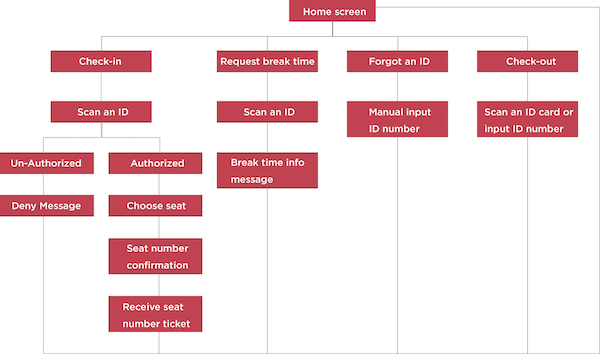 Home screen
Check-in
Request break time
Forgot an ID
Check-out
Scan an ID
Scan an ID
Manual input
ID number
Scan an ID card or
input ID number
Un-Authorized
Authorized
Break time info
message
Deny Message
Choose seat
Seat number
confirmation
Receive seat
number ticket